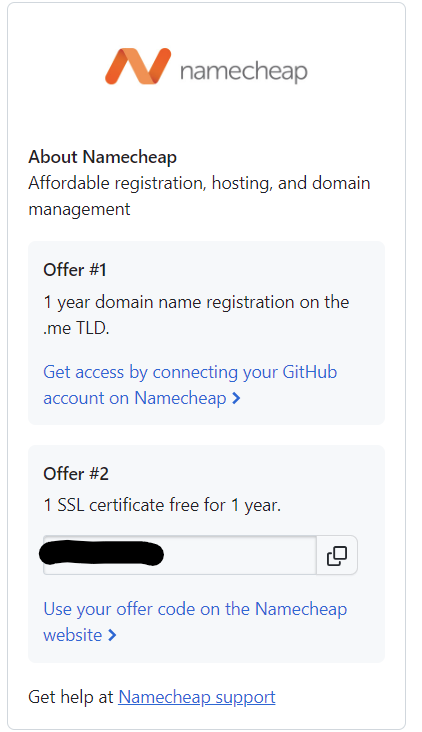 namecheap
About Namecheap
Affordable registration, hosting, and domain
management
Offer #1
1 year domain name registration on the
.me TLD.
Get access by connecting your GitHub
account on Namecheap
Offer #2
1 SSL certificate free for 1 year.
Use your offer code on the Namecheap
website
Get help at Namecheap support